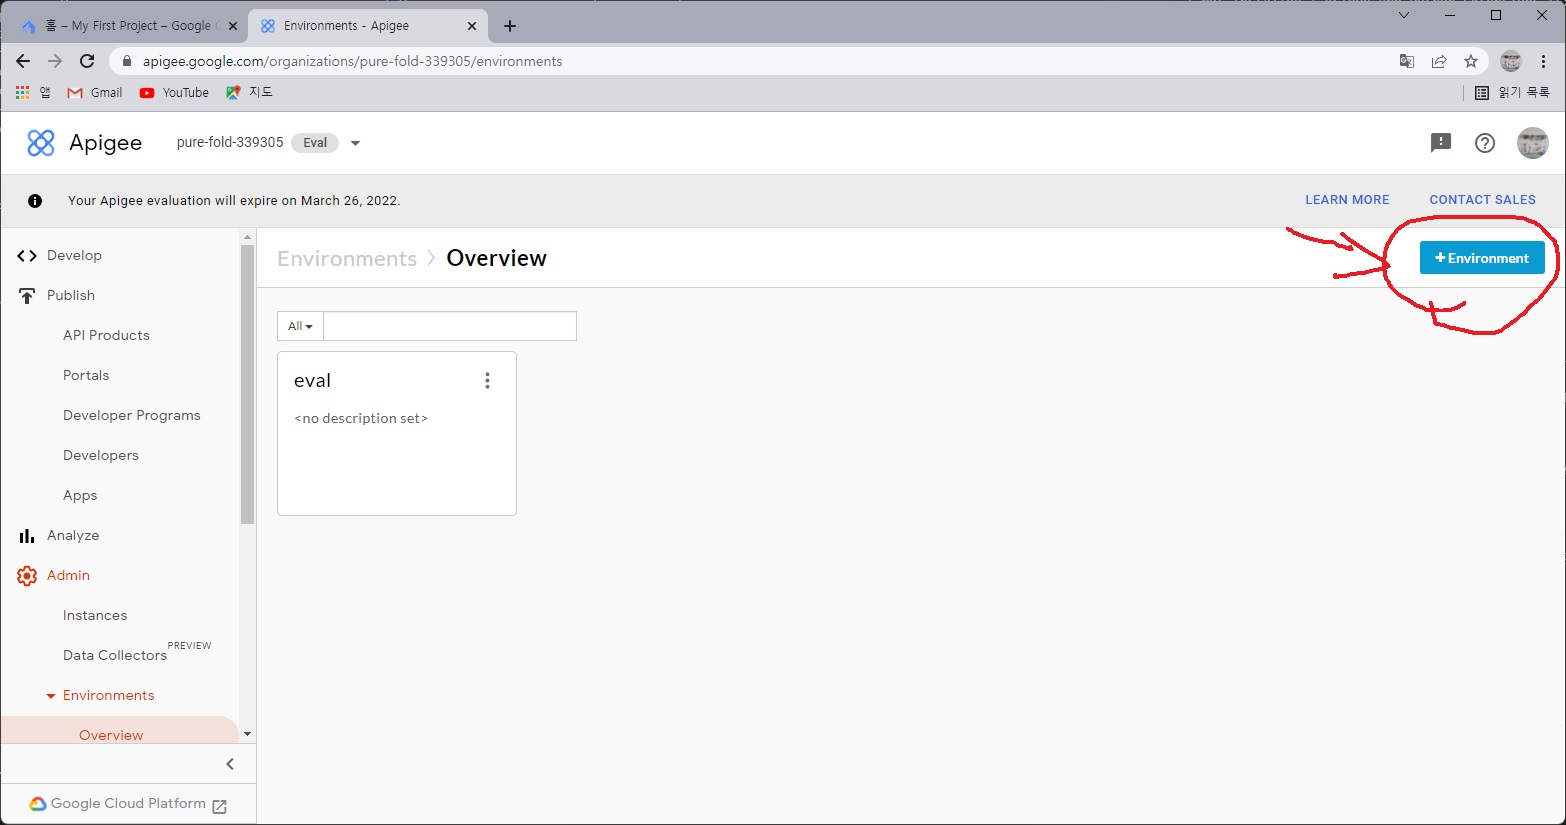 홈 – My First Project – Google C
Environments - Apigee
apigee.google.com/organizations/pure-fold-339305/environments
앱
Gmail
YouTube
지도
읽기 목록
Apigee
pure-fold-339305
Eval
Your Apigee evaluation will expire on March 26, 2022.
LEARN MORE
CONTACT SALES
Develop
Publish
API Products
Portals
Developer Programs
Developers
Apps
Analyze
Admin
Instances
Data Collectors PREVIEW
Environments
Overview
Google Cloud Platform
Environments > Overview
+Environment
All
eval
<no description set>